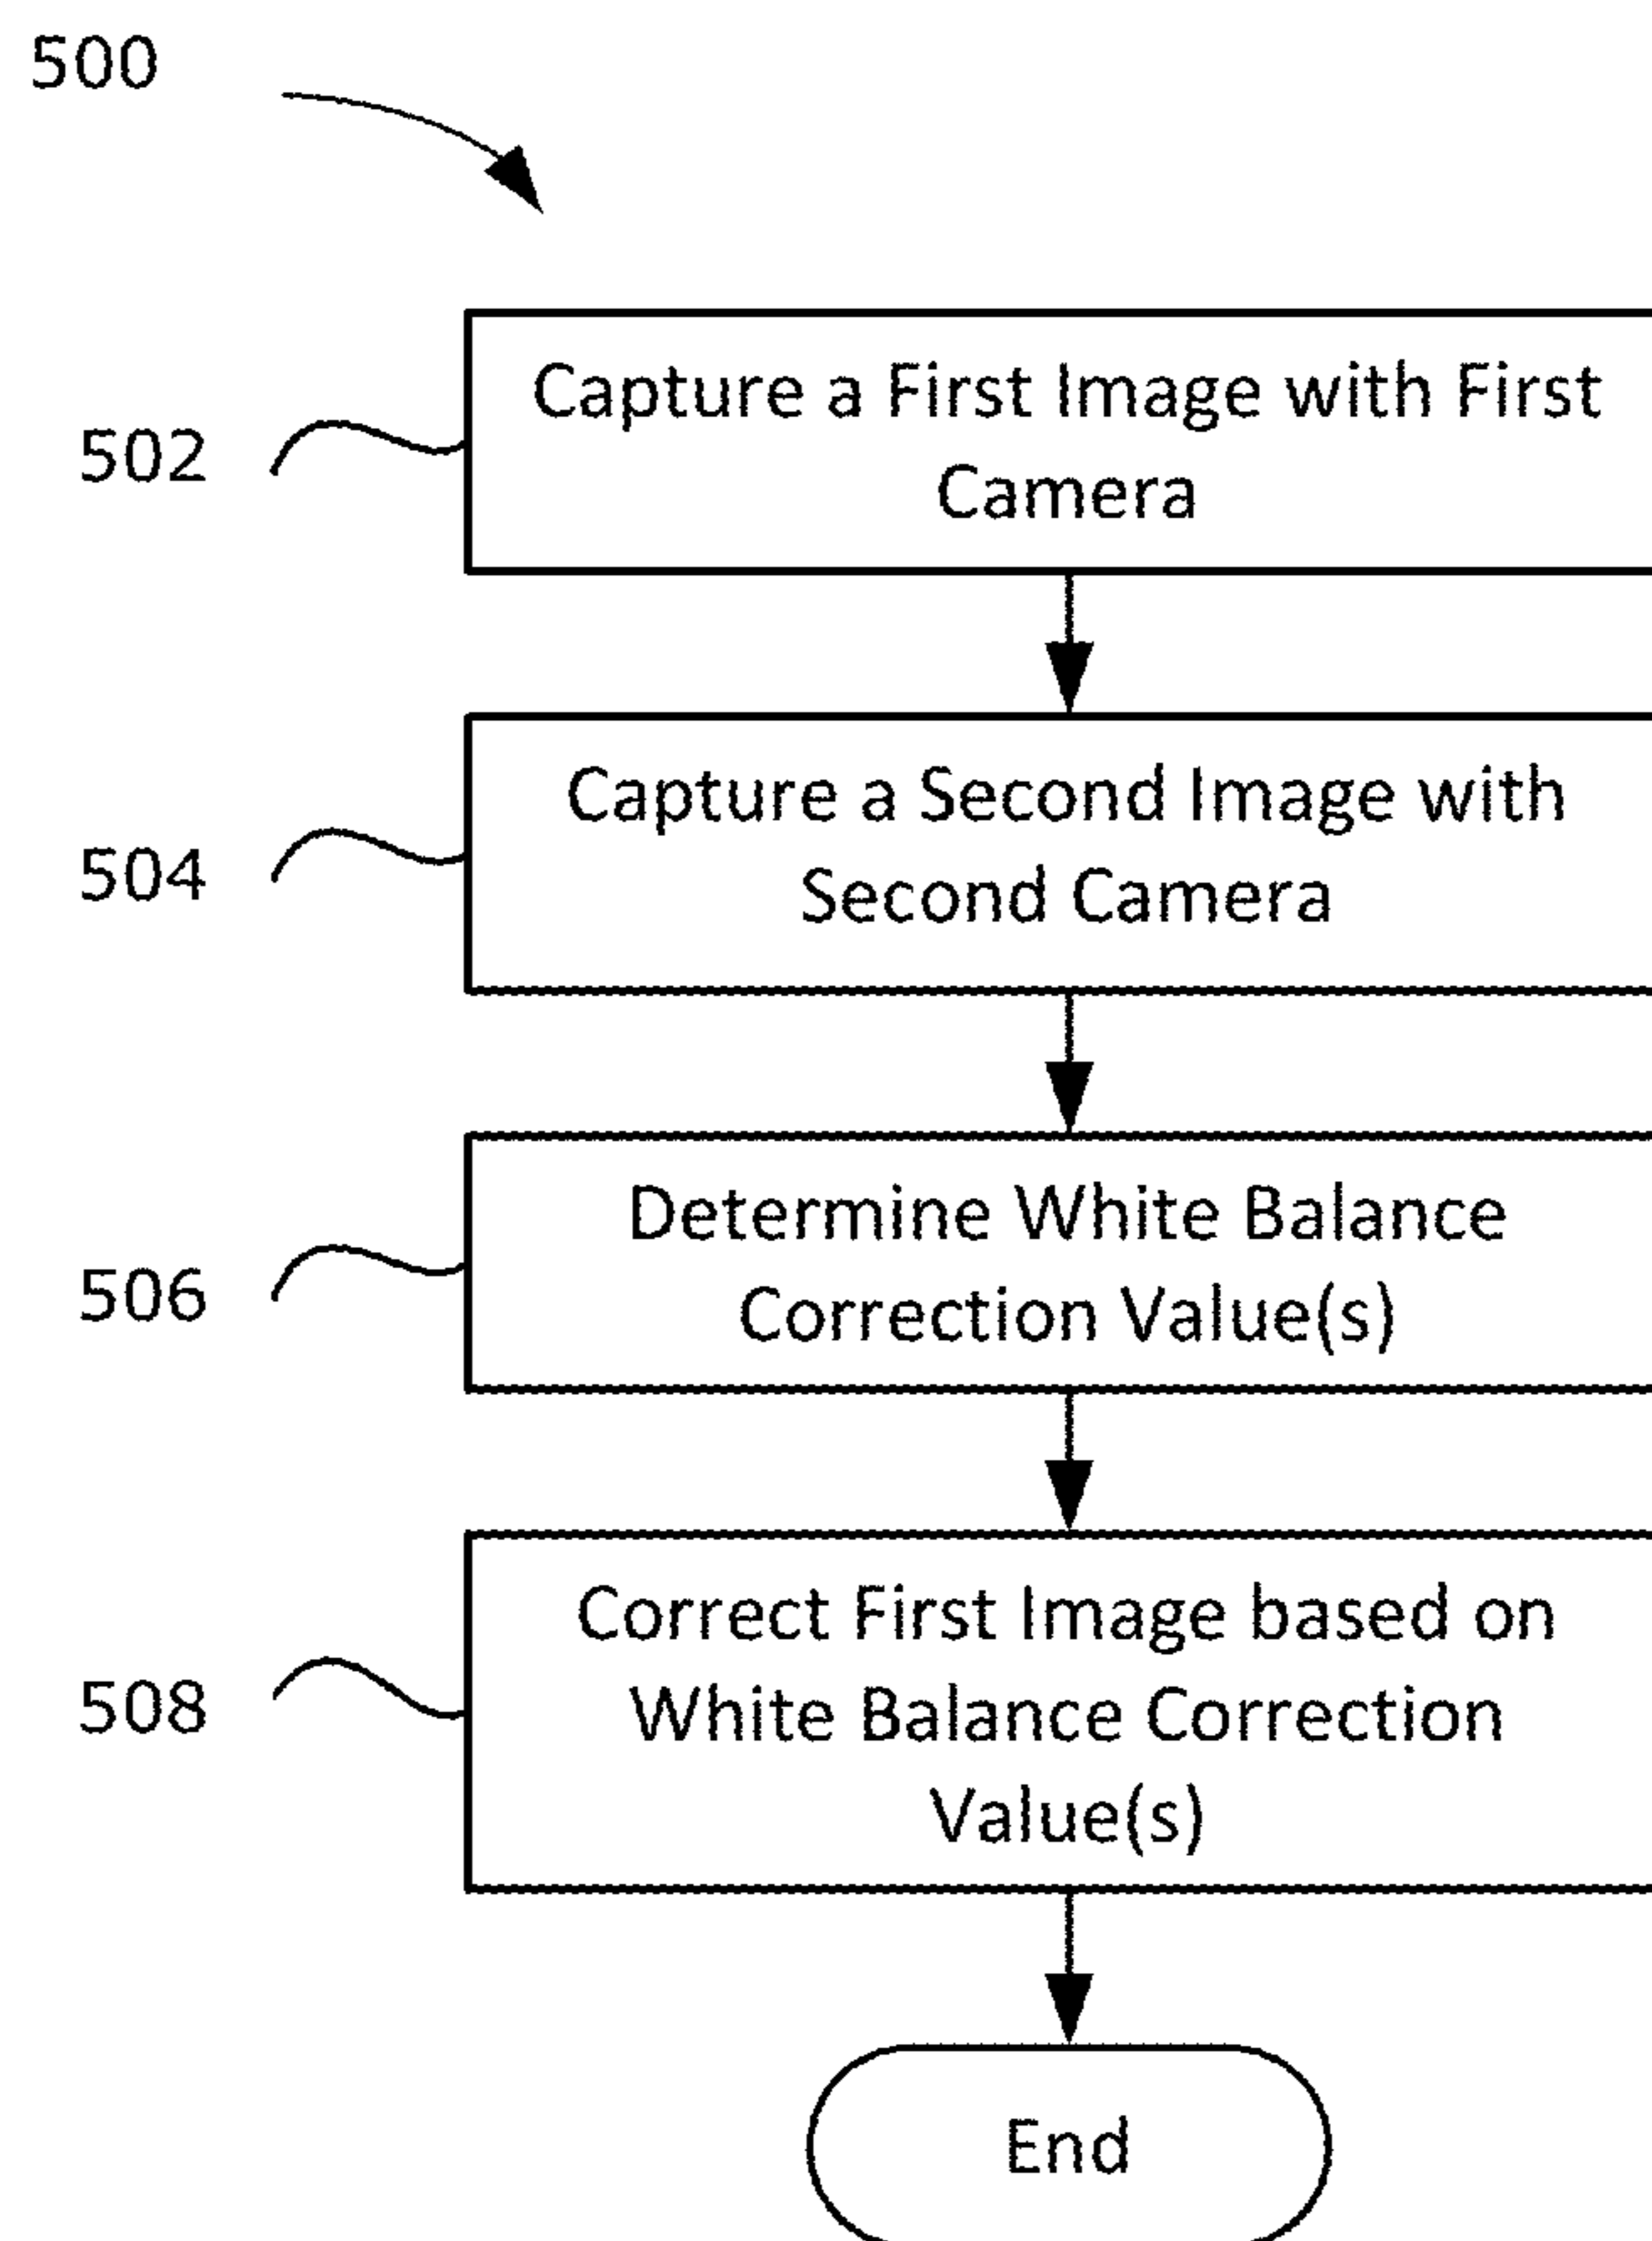 500
502
Capture a First Image with First
Camera
504
Capture a Second Image with
Second Camera
506
Determine White Balance
Correction Value(s)
508
Correct First Image based on
White Balance Correction
Value(s)
End